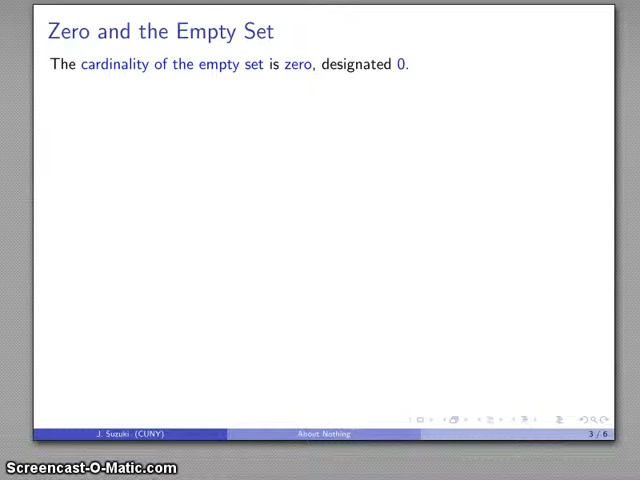 Zero and the Empty Set
The cardinality of the empty set is zero, designated 0.
J. Suzuki (CUNY)
About Nothing
3 / 6
Screencast-O-Matic.com